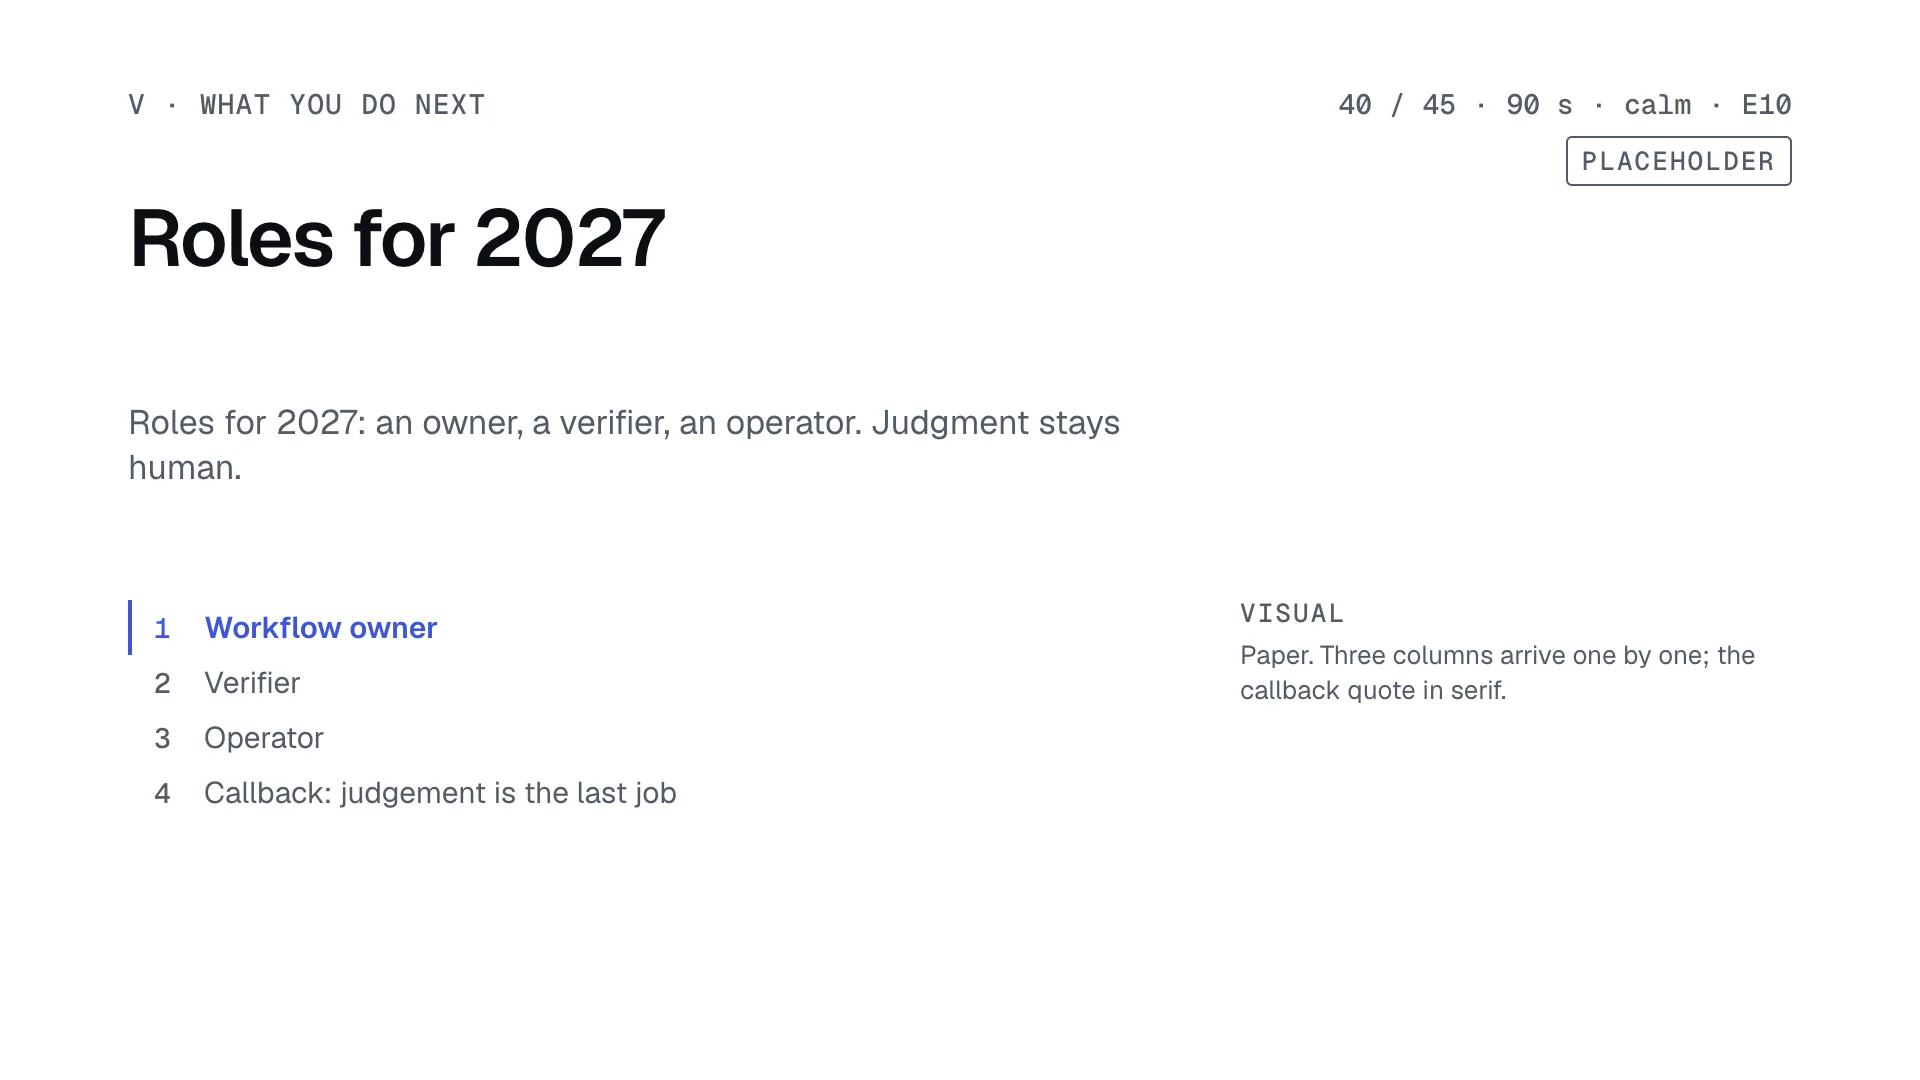 V · WHAT YOU DO NEXT
40 / 45 · 90 s · calm · E10
PLACEHOLDER
Roles for 2027
Roles for 2027: an owner, a verifier, an operator. Judgment stays
human.
1 Workflow owner
2 Verifier
3 Operator
4 Callback: judgement is the last job
VISUAL
Paper. Three columns arrive one by one; the
callback quote in serif.